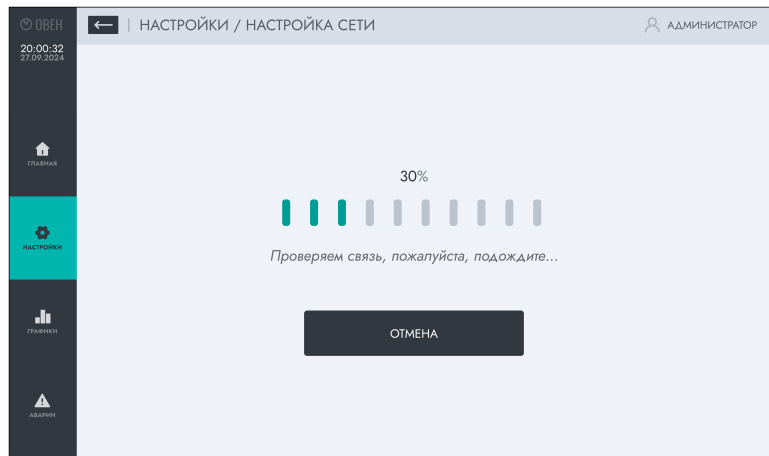 ОВЕН
20:00:32
27.09.2024
НАСТРОЙКИ / НАСТРОЙКА СЕТИ
АДМИНИСТРАТОР
ГЛАВНАЯ
НАСТРОЙКИ
ГРАФИКИ
АВАРИИ
30%
Проверяем связь, пожалуйста, подождите...
ОТМЕНА